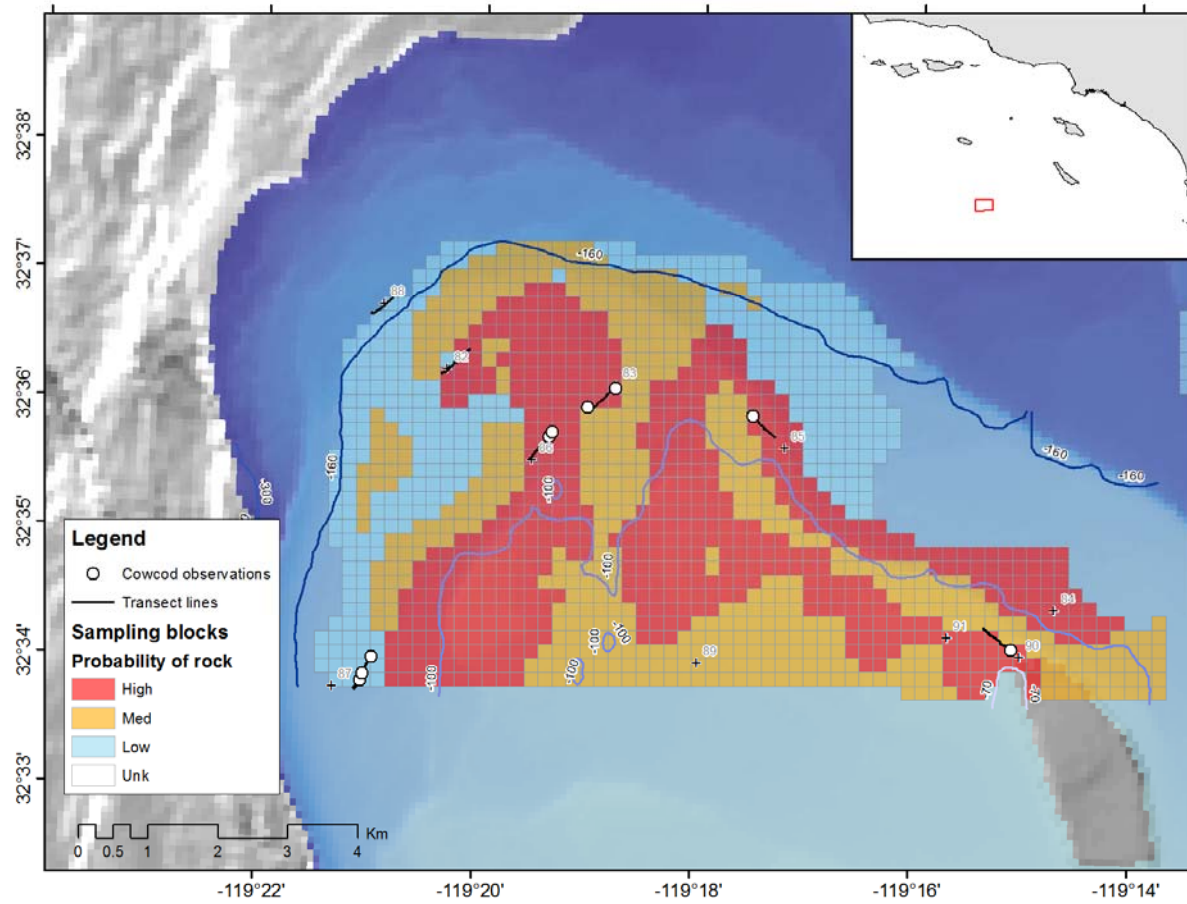 32°38'
32°37'
32°36'
32°35'
32°34'
32°33'
-160
88
82
83
86
85
-160
-160
-160
-300
-100
-100
-100
-100
-100
-100
87
89
91
84
90
-70
-70
Legend
Cowcod observations
Transect lines
Sampling blocks
Probability of rock
High
Med
Low
Unk
Km
0 0.5 1 2 3 4
-119°22' -119°20' -119°18' -119°16' -119°14'